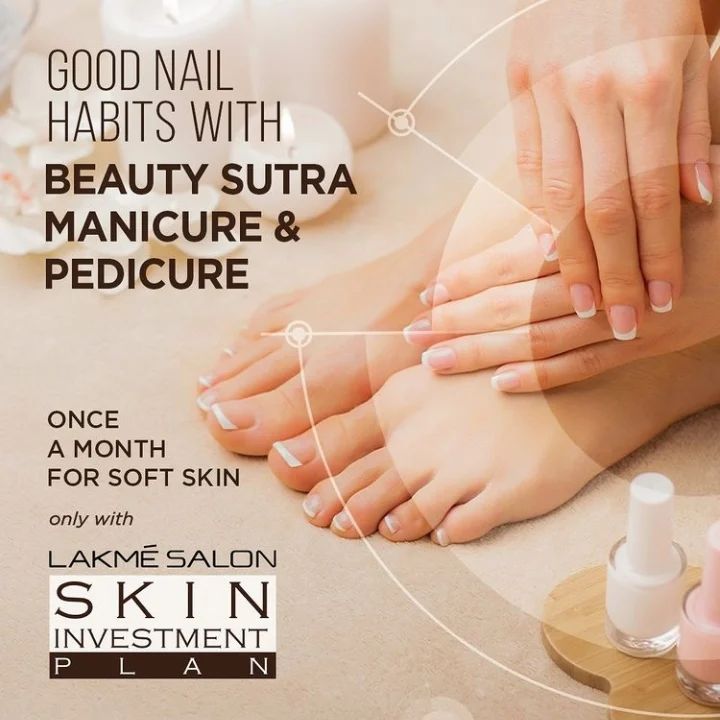 GOOD NAIL
HABITS WITH
BEAUTY SUTRA
MANICURE &
PEDICURE
ONCE
A MONTH
FOR SOFT SKIN
only with
LAKMÉ SALON
SKIN
INVESTMENT
PLAN